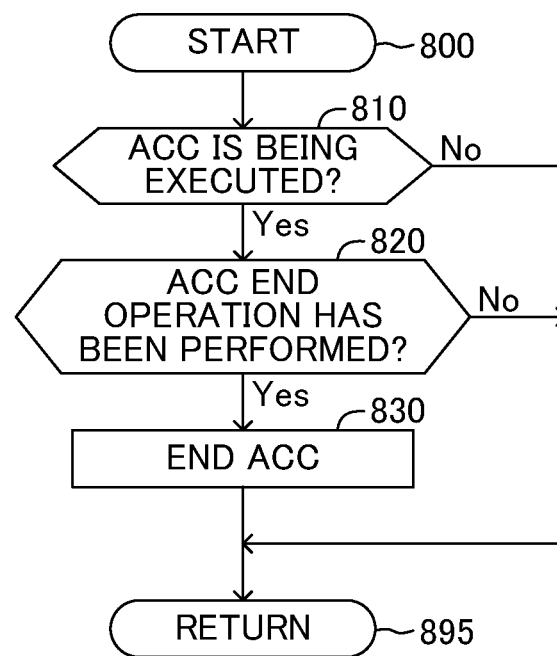 START
800
810
ACC IS BEING
EXECUTED?
No
Yes
820
ACC END
OPERATION HAS
BEEN PERFORMED?
No
Yes
830
END ACC
RETURN
895